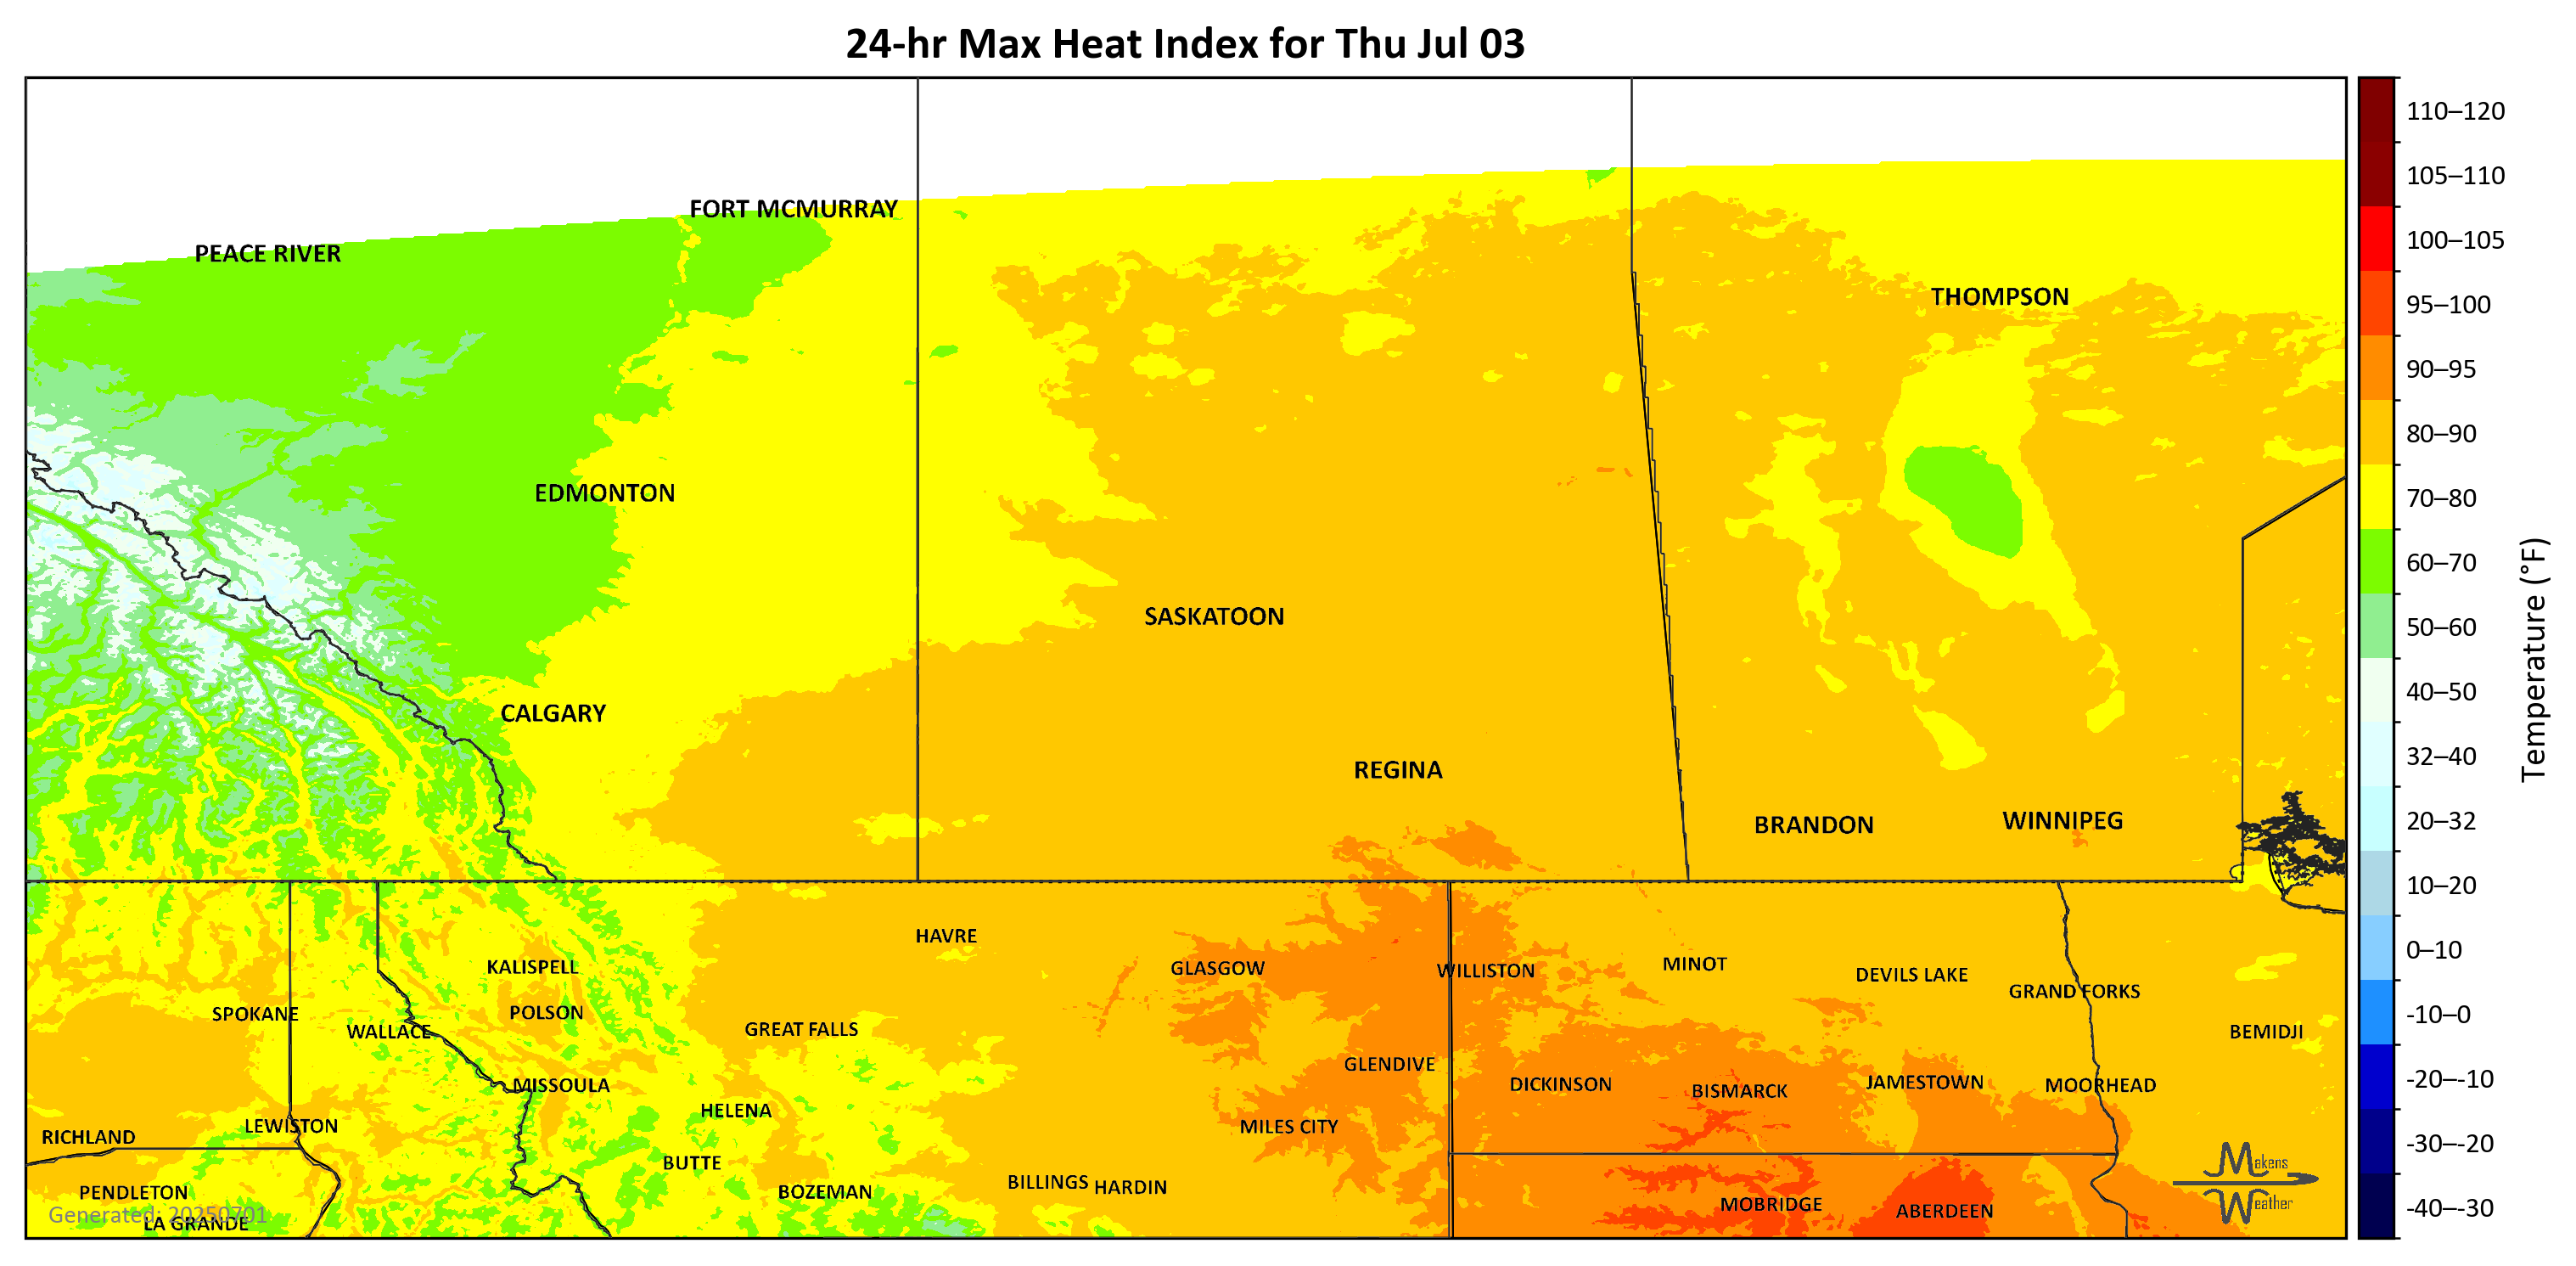 24-hr Max Heat Index for Thu Jul 03
110–120
105–110
100–105
95–100
90–95
80–90
70–80
60–70
50–60
40–50
32–40
20–32
10–20
0–10
-10–0
-20–-10
-30–-20
-40–-30
Temperature (°F)
FORT MCMURRAY
PEACE RIVER
THOMPSON
EDMONTON
SASKATOON
CALGARY
REGINA
BRANDON
WINNIPEG
HAVRE
KALISPELL
GLASGOW
WILLISTON
MINOT
DEVILS LAKE
GRAND FORKS
SPOKANE
POLSON
WALLACE
GREAT FALLS
BEMIDJI
GLENDIVE
MISSOULA
DICKINSON
BISMARCK
JAMESTOWN
MOORHEAD
HELENA
LEWISTON
MILES CITY
RICHLAND
BUTTE
PENDLETON
BOZEMAN
BILLINGS
HARDIN
MOBRIDGE
ABERDEEN
Generated: 20250701
LA GRANDE
Makens
Weather